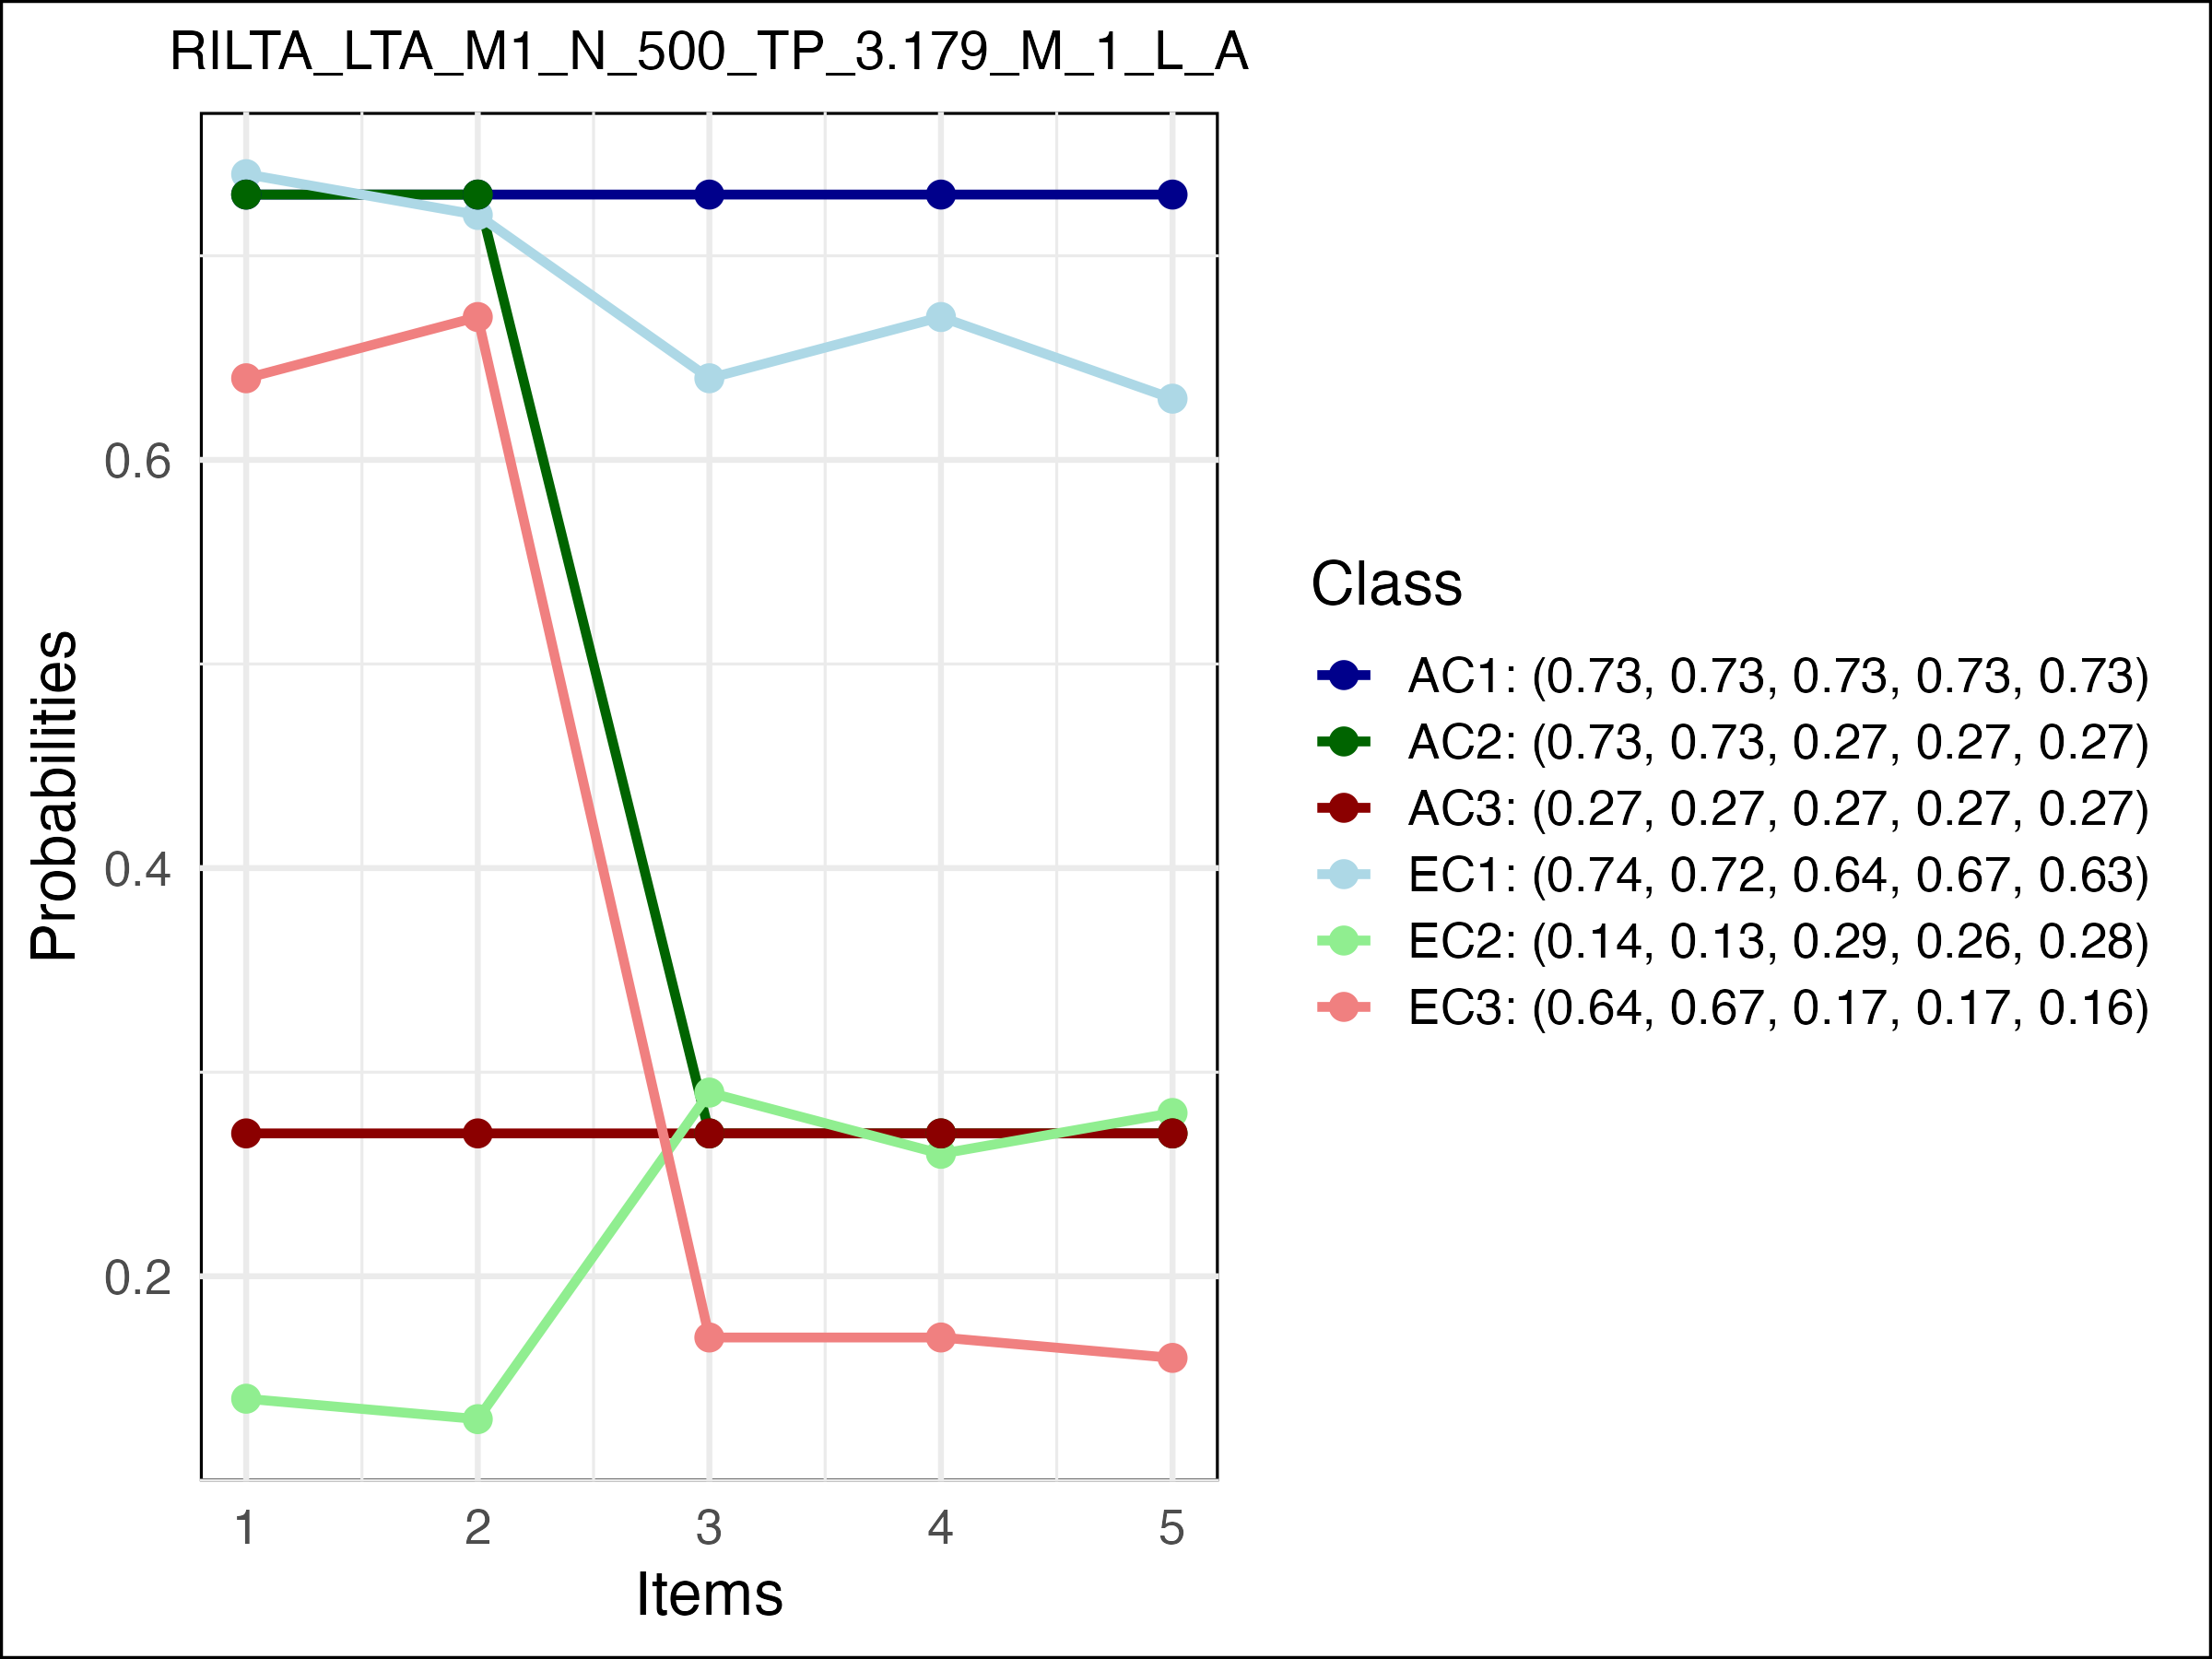 RILTA_LTA_M1_N_500_TP_3.179_M_1_L_A
Probabilities
0.6
0.4
0.2
1 2 3 4 5
Items
Class
AC1: (0.73, 0.73, 0.73, 0.73, 0.73)
AC2: (0.73, 0.73, 0.27, 0.27, 0.27)
AC3: (0.27, 0.27, 0.27, 0.27, 0.27)
EC1: (0.74, 0.72, 0.64, 0.67, 0.63)
EC2: (0.14, 0.13, 0.29, 0.26, 0.28)
EC3: (0.64, 0.67, 0.17, 0.17, 0.16)